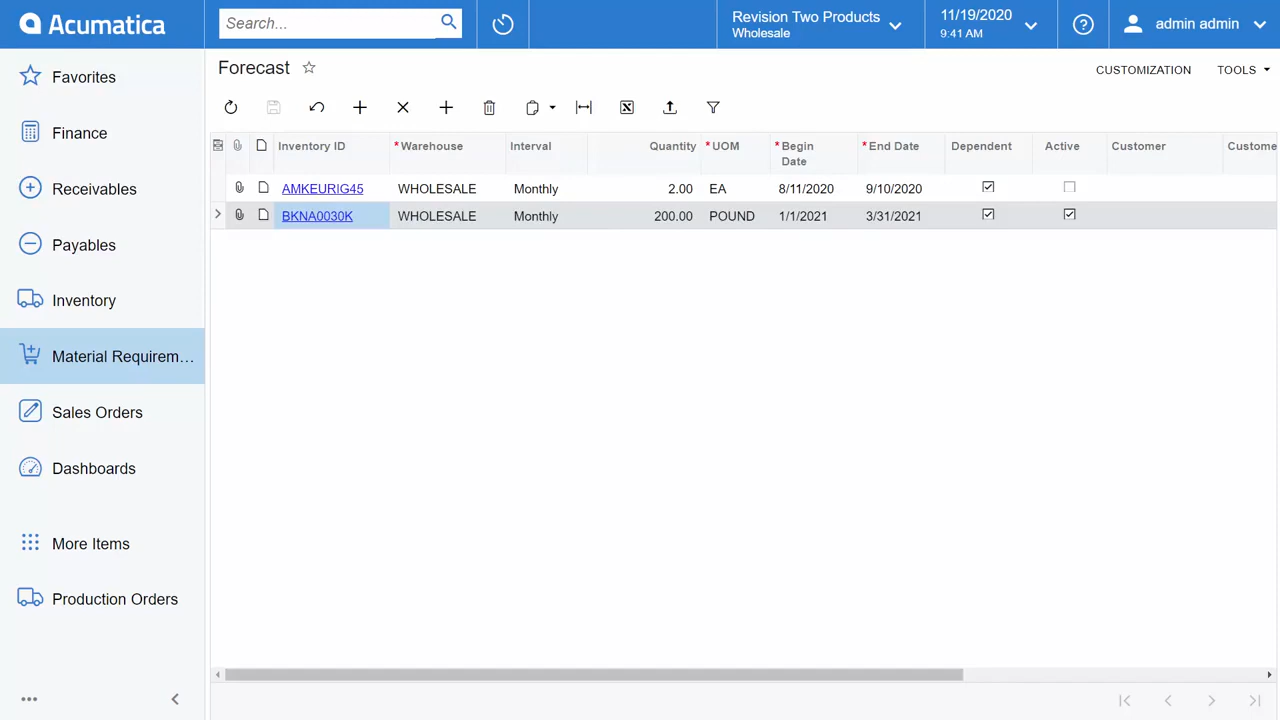 Acumatica
Search...
Revision Two Products
Wholesale
11/19/2020
9:41 AM
admin admin
Favorites
Finance
Receivables
Payables
Inventory
Material Requirem...
Sales Orders
Dashboards
More Items
Production Orders
Forecast
CUSTOMIZATION TOOLS
Inventory ID *Warehouse Interval Quantity *UOM *Begin Date *End Date Dependent Active Customer Custome
AMKEURIG45 WHOLESALE Monthly 2.00 EA 8/11/2020 9/10/2020
BKNA0030K WHOLESALE Monthly 200.00 POUND 1/1/2021 3/31/2021